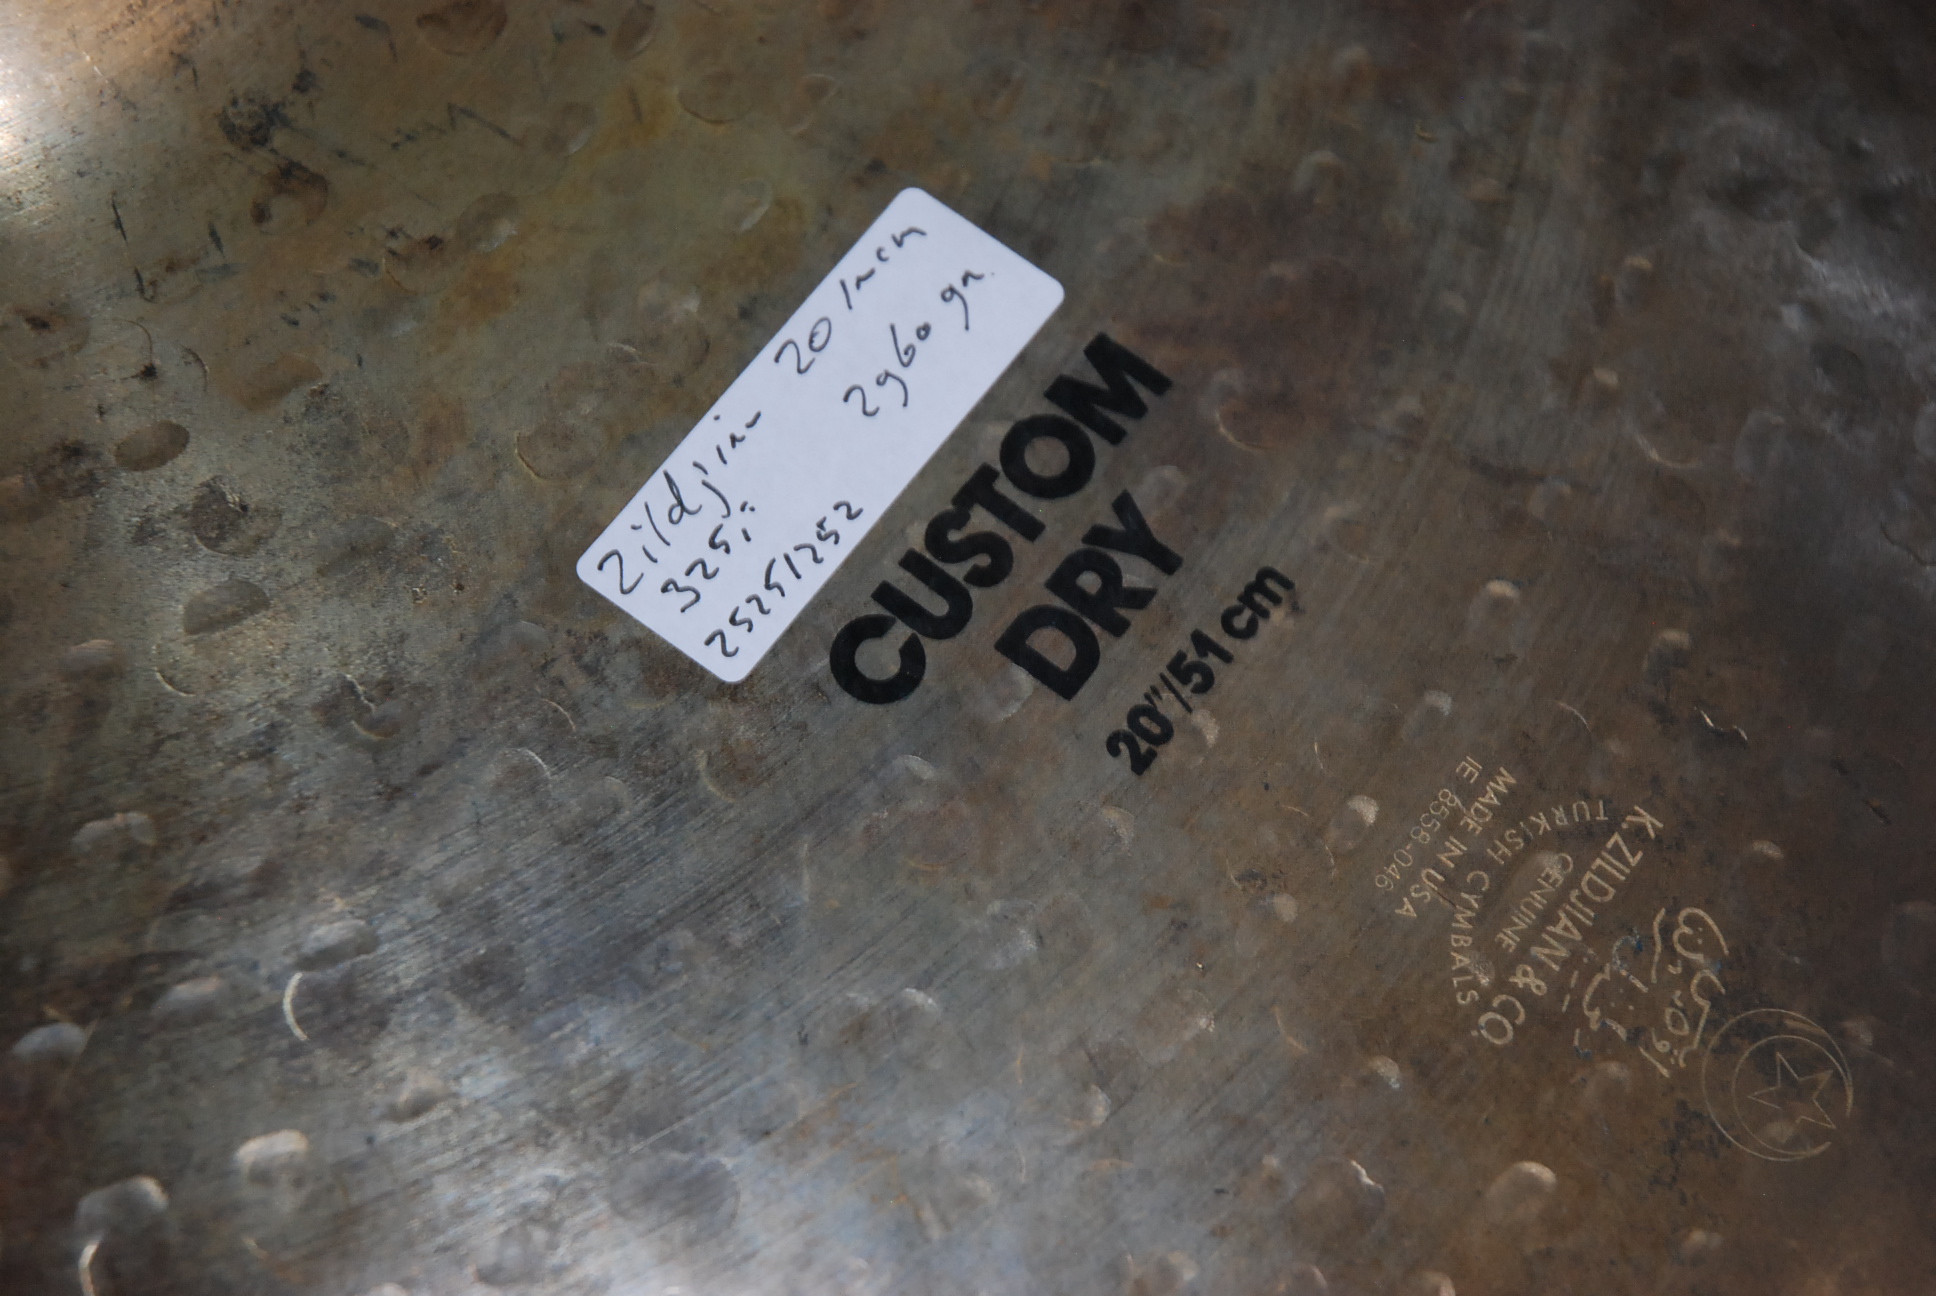 Zildjian 20 Inch
325,- 2960 gr.
25251252
CUSTOM
DRY
20"/51 cm
K. ZILDJIAN & CO.
GENUINE
TURKISH CYMBALS
MADE IN USA
IE 8558-046